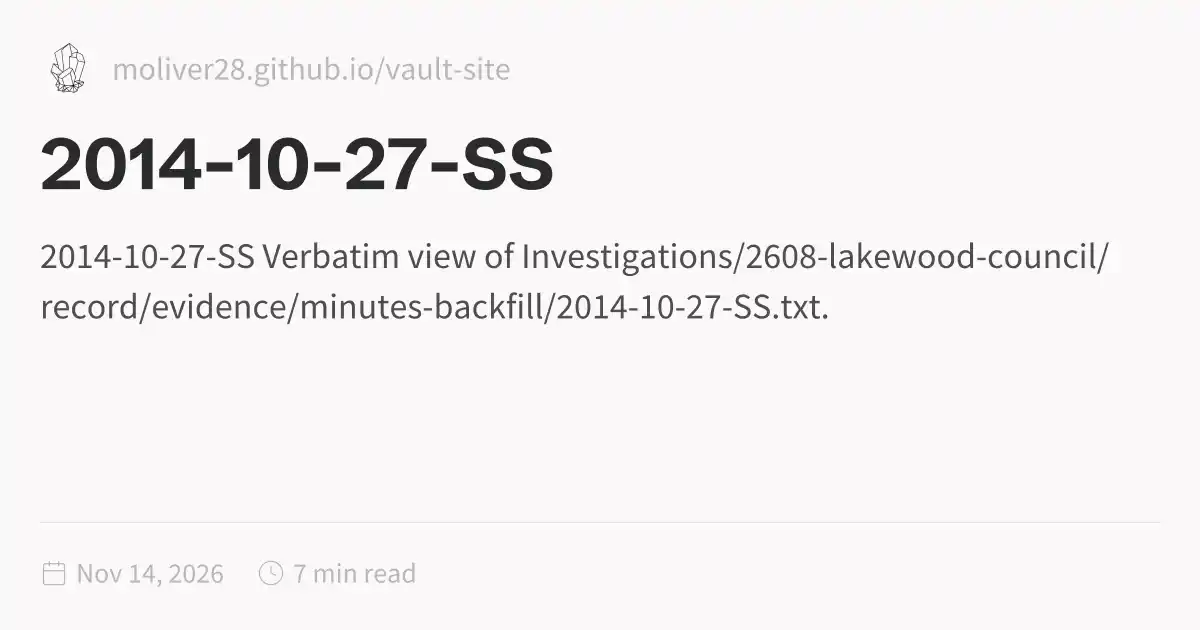 moliver28.github.io/vault-site
2014-10-27-SS
2014-10-27-SS Verbatim view of Investigations/2608-lakewood-council/
record/evidence/minutes-backfill/2014-10-27-SS.txt.
Nov 14, 2026 7 min read